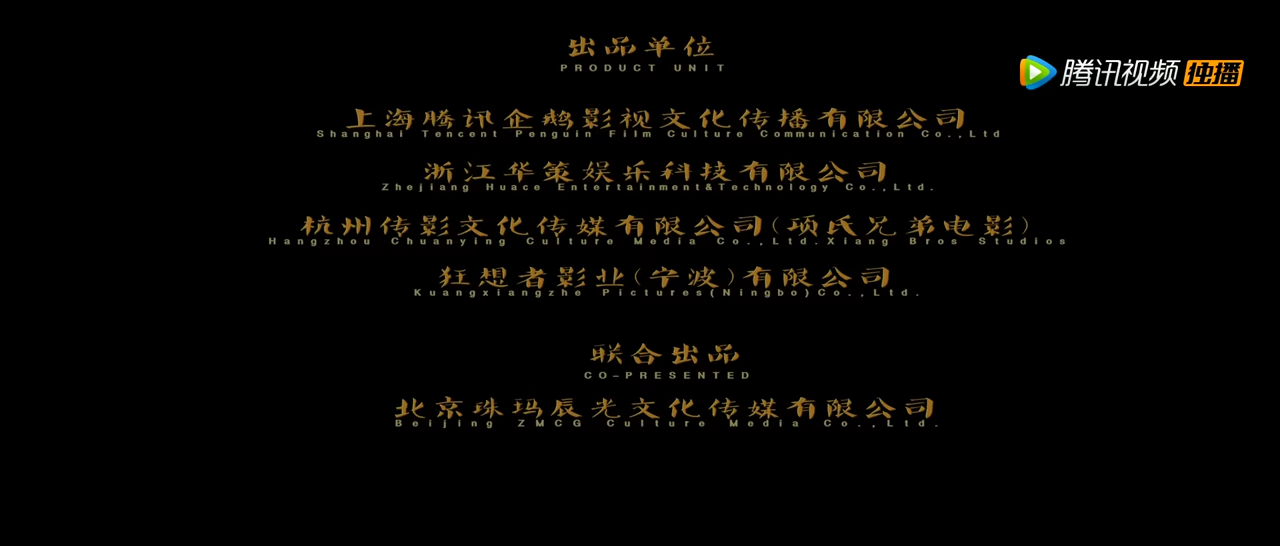 出品单位
PRODUCT UNIT
腾讯视频 独播
上海腾讯企鹅影视文化传播有限公司
Shanghai Tencent Penguin Film Culture Communication Co.,Ltd
浙江华策娱乐科技有限公司
Zhejiang Huace Entertainment&Technology Co.,Ltd.
杭州传影文化传媒有限公司(项氏兄弟电影)
Hangzhou Chuanying Culture Media Co.,Ltd.Xiang Bros Studios
狂想者影业(宁波)有限公司
Kuangxiangzhe Pictures(Ningbo)Co.,Ltd.
联合出品
CO-PRESENTED
北京珠玛辰光文化传媒有限公司
Beijing ZMCG Culture Media Co.,Ltd.